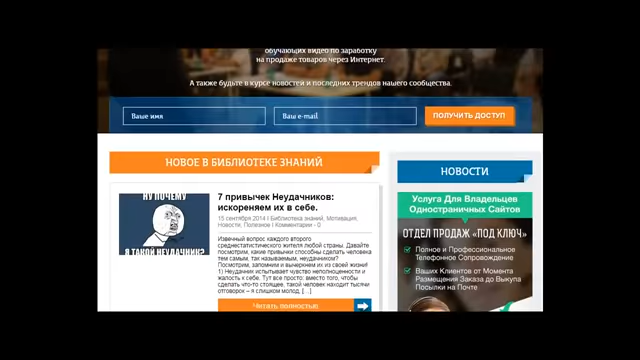 обучающих видео по заработку
на продаже товаров через Интернет.
А также будьте в курсе новостей и последних трендов нашего сообщества.
Ваше имя
Ваш e-mail
ПОЛУЧИТЬ ДОСТУП
НОВОЕ В БИБЛИОТЕКЕ ЗНАНИЙ
НУ ПОЧЕМУ
Я ТАКОЙ НЕУДАЧНИК?
7 привычек Неудачников:
искореняем их в себе.
15 сентября 2014 | Библиотека знаний, Мотивация,
Новости, Полезное | Комментарии - 0
Извечный вопрос каждого второго
среднестатистического жителя любой страны. Давайте
посмотрим, какие привычки способны сделать человека
тем самым, так называемым, неудачником?
Посмотрим, запомним и вычеркнем их из своей жизни!
1) Неудачник испытывает чувство неполноценности и
жалость к себе. Тут все просто: вместо того, чтобы
сделать что-то стоящее, такой человек находит тысячи
отговорок – я слишком молод, [...]
Читать полностью
НОВОСТИ
Услуга Для Владельцев
Одностраничных Сайтов
ОТДЕЛ ПРОДАЖ «ПОД КЛЮЧ»
Полное и Профессиональное
Телефонное Сопровождение
Ваших Клиентов от Момента
Размещения Заказа до Выкупа
Посылки на Почте